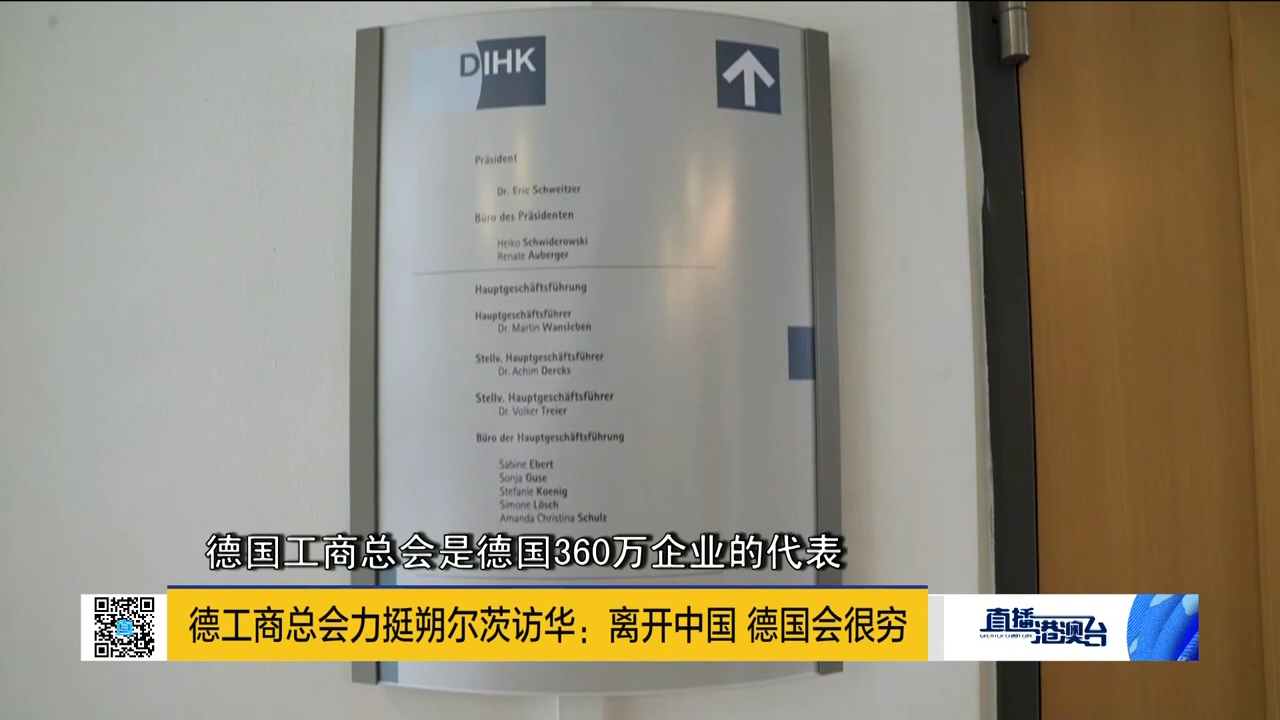 DIHK
Präsident
Dr. Eric Schweitzer
Büro des Präsidenten
Heiko Schwiderowski
Renate Auberger
Hauptgeschäftsführung
Hauptgeschäftsführer
Dr. Martin Wansleben
Stellv. Hauptgeschäftsführer
Dr. Achim Dercks
Stellv. Hauptgeschäftsführer
Dr. Volker Treier
Büro der Hauptgeschäftsführung
Sabine Ebert
Sonja Guse
Stefanie Koenig
Simone Lösch
Amanda Christina Schulz
德国工商总会是德国360万企业的代表
德工商总会力挺朔尔茨访华：离开中国 德国会很穷
直播港澳台